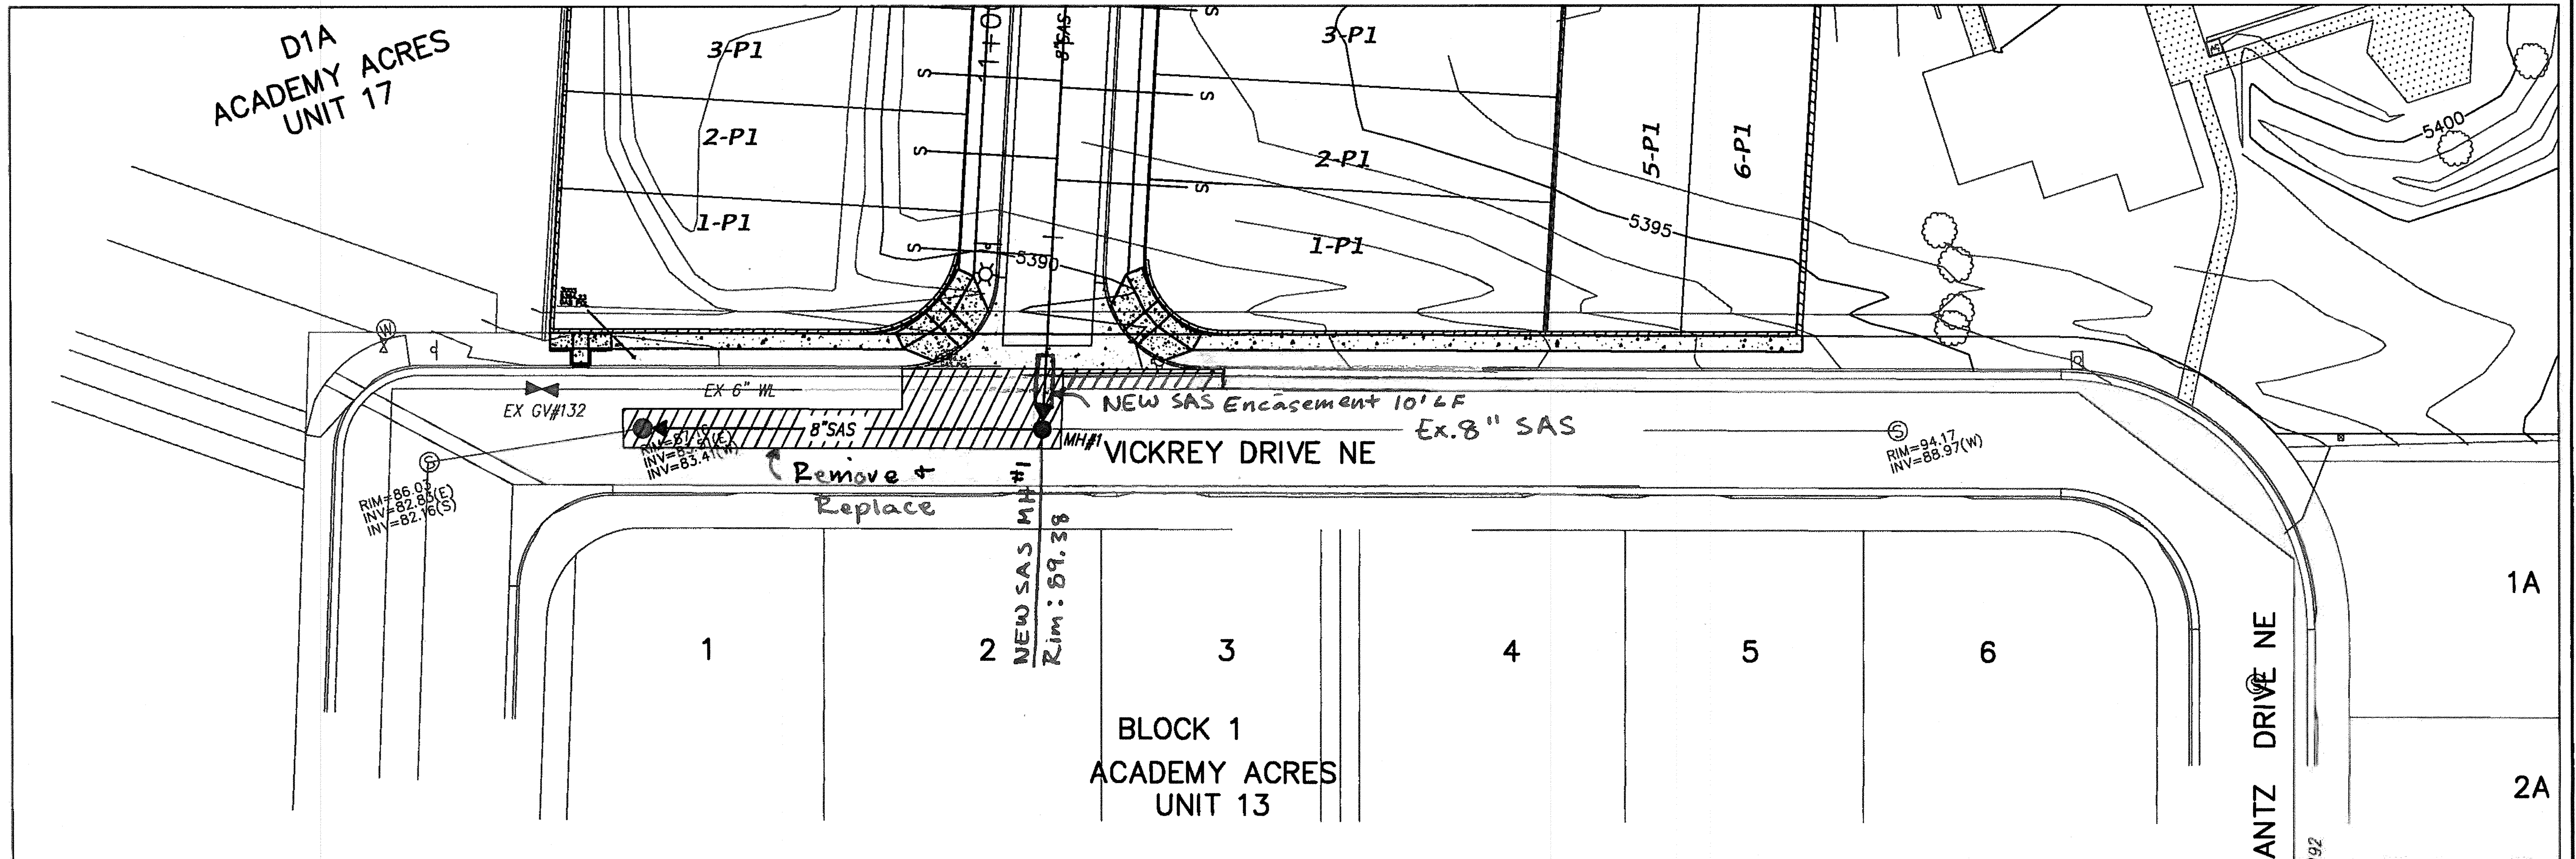 D1A
ACADEMY ACRES
UNIT 17
3-P1
2-P1
1-P1
S
S
S
1+00
8"SAS
S
S
S
3-P1
2-P1
1-P1
5-P1
6-P1
5400
5395
5390
W
EX 6" WL
EX GV#132
8"SAS
MH#1
NEW SAS Encasement 10' LF
Ex. 8" SAS
VICKREY DRIVE NE
S
RIM=94.17
INV=88.97(W)
INV=83.41(W)
S
RIM=86.03
INV=82.83(E)
INV=82.16(S)
Remove +
Replace
NEW SAS MH #1
Rim: 89.38
1
2
3
4
5
6
BLOCK 1
ACADEMY ACRES
UNIT 13
1A
2A
ANTZ DRIVE NE
S